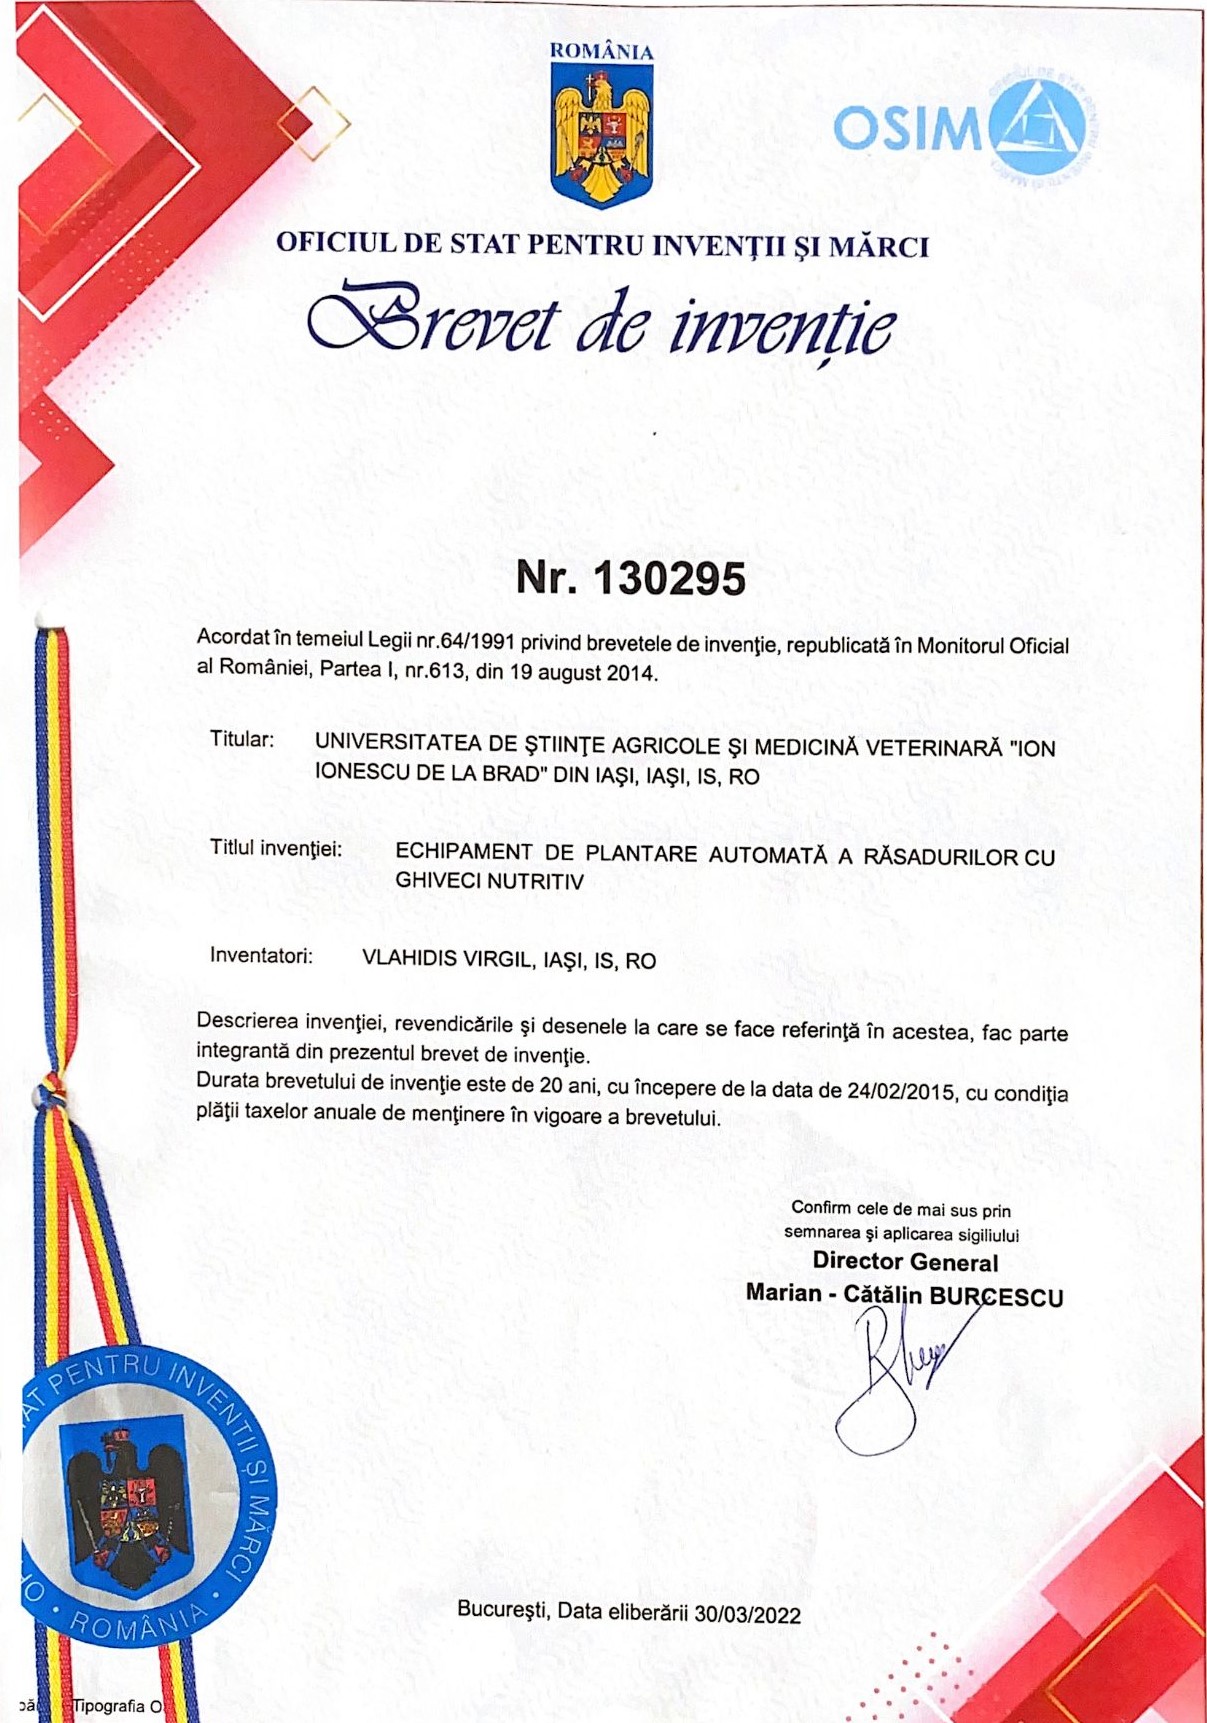 ROMÂNIA
OSIM
OFICIUL DE STAT PENTRU INVENŢII ŞI MĂRCI
Brevet de invenţie
Nr. 130295
Acordat în temeiul Legii nr.64/1991 privind brevetele de invenţie, republicată în Monitorul Oficial
al României, Partea I, nr.613, din 19 august 2014.
Titular: UNIVERSITATEA DE ŞTIINŢE AGRICOLE ŞI MEDICINĂ VETERINARĂ "ION
IONESCU DE LA BRAD" DIN IAŞI, IAŞI, IS, RO
Titlul invenţiei: ECHIPAMENT DE PLANTARE AUTOMATĂ A RĂSADURILOR CU
GHIVECI NUTRITIV
Inventatori: VLAHIDIS VIRGIL, IAŞI, IS, RO
Descrierea invenţiei, revendicările şi desenele la care se face referinţă în acestea, fac parte
integrantă din prezentul brevet de invenţie.
Durata brevetului de invenţie este de 20 ani, cu începere de la data de 24/02/2015, cu condiţia
plăţii taxelor anuale de menţinere în vigoare a brevetului.
Confirm cele de mai sus prin
semnarea şi aplicarea sigiliului
Director General
Marian - Cătălin BURCESCU
PENTRU INVENŢII ŞI MĂRCI
• ROMÂNIA •
Bucureşti, Data eliberării 30/03/2022
Tipografia O